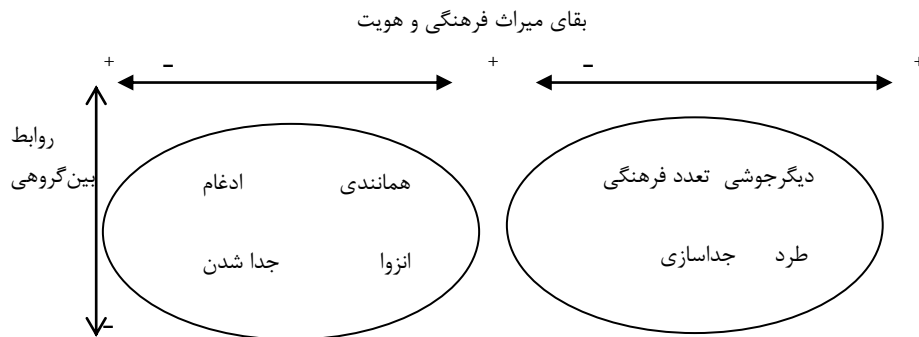 بقای میراث فرهنگی و هویت
+ – + – +
روابط
بین‌گروهی
همانندی ادغام
انزوا جدا شدن
دیگرجوشی تعدد فرهنگی
طرد جداسازی
–